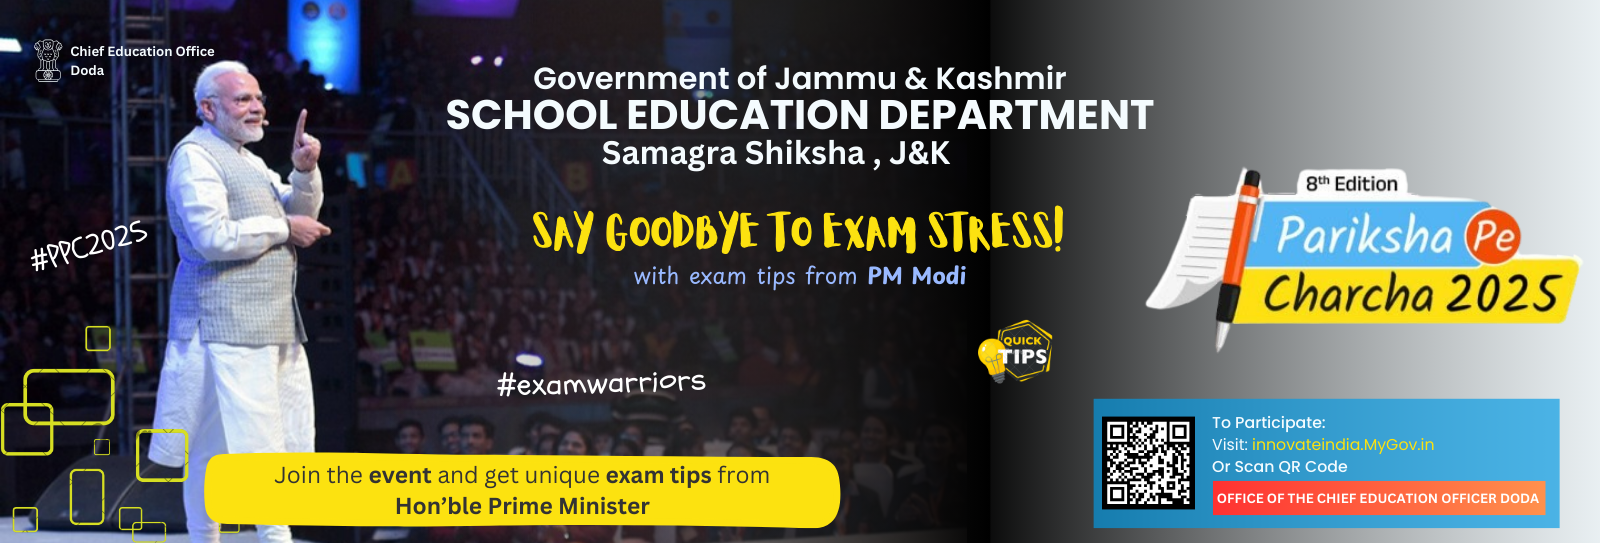 Chief Education Office
Doda
Government of Jammu & Kashmir
SCHOOL EDUCATION DEPARTMENT
Samagra Shiksha , J&K
#PPC2025
SAY GOODBYE TO EXAM STRESS!
with exam tips from PM Modi
8th Edition
Pariksha Pe
Charcha 2025
QUICK
TIPS
#examwarriors
Join the event and get unique exam tips from
Hon'ble Prime Minister
To Participate:
Visit: innovateindia.MyGov.in
Or Scan QR Code
OFFICE OF THE CHIEF EDUCATION OFFICER DODA
A
B